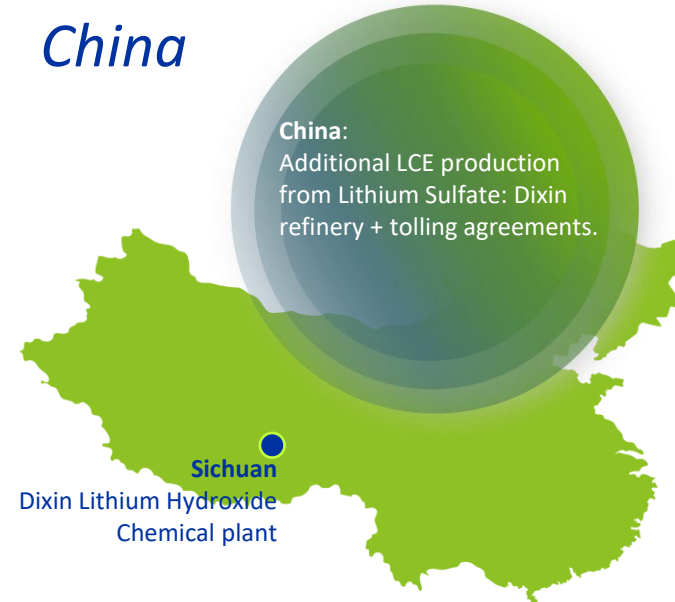 China
China:
Additional LCE production
from Lithium Sulfate: Dixin
refinery + tolling agreements.
Sichuan
Dixin Lithium Hydroxide
Chemical plant